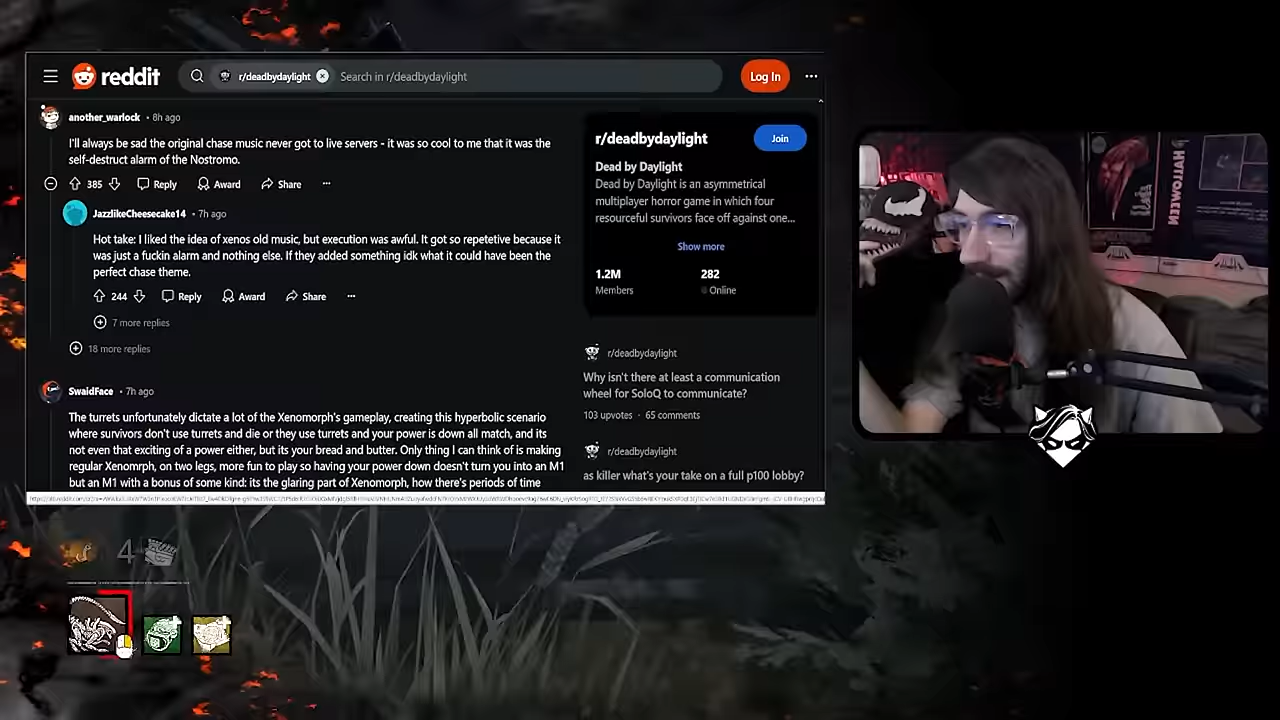 reddit
r/deadbydaylight
Search in r/deadbydaylight
Log In
another_warlock • 8h ago
I'll always be sad the original chase music never got to live servers - it was so cool to me that it was the
self-destruct alarm of the Nostromo.
385
Reply
Award
Share
JazzlikeCheesecake14 • 7h ago
Hot take: I liked the idea of xenos old music, but execution was awful. It got so repetetive because it
was just a fuckin alarm and nothing else. If they added something idk what it could have been the
perfect chase theme.
244
Reply
Award
Share
7 more replies
18 more replies
SwaidFace • 7h ago
The turrets unfortunately dictate a lot of the Xenomorph's gameplay, creating this hyperbolic scenario
where survivors don't use turrets and die or they use turrets and your power is down all match, and its
not even that exciting of a power either, but its your bread and butter. Only thing I can think of is making
regular Xenomrph, on two legs, more fun to play so having your power down doesn't turn you into an M1
but an M1 with a bonus of some kind: its the glaring part of Xenomorph, how there's periods of time
r/deadbydaylight
Join
Dead by Daylight
Dead by Daylight is an asymmetrical
multiplayer horror game in which four
resourceful survivors face off against one...
Show more
1.2M
282
Members
Online
r/deadbydaylight
Why isn't there at least a communication
wheel for SoloQ to communicate?
103 upvotes · 65 comments
r/deadbydaylight
as killer what's your take on a full p100 lobby?
HALLOWEEN
4